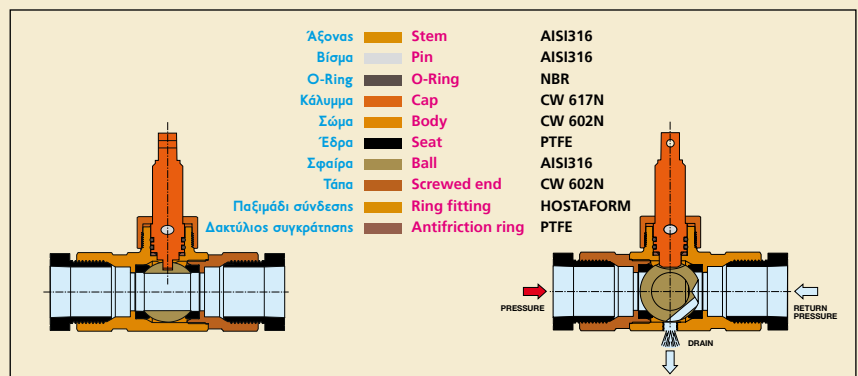 Άξονας Stem AISI316
Βίσμα Pin AISI316
O-Ring O-Ring NBR
Κάλυμμα Cap CW 617N
Σώμα Body CW 602N
Έδρα Seat PTFE
Σφαίρα Ball AISI316
Τάπα Screwed end CW 602N
Παξιμάδι σύνδεσης Ring fitting HOSTAFORM
Δακτύλιος συγκράτησης Antifriction ring PTFE
PRESSURE
RETURN
PRESSURE
DRAIN